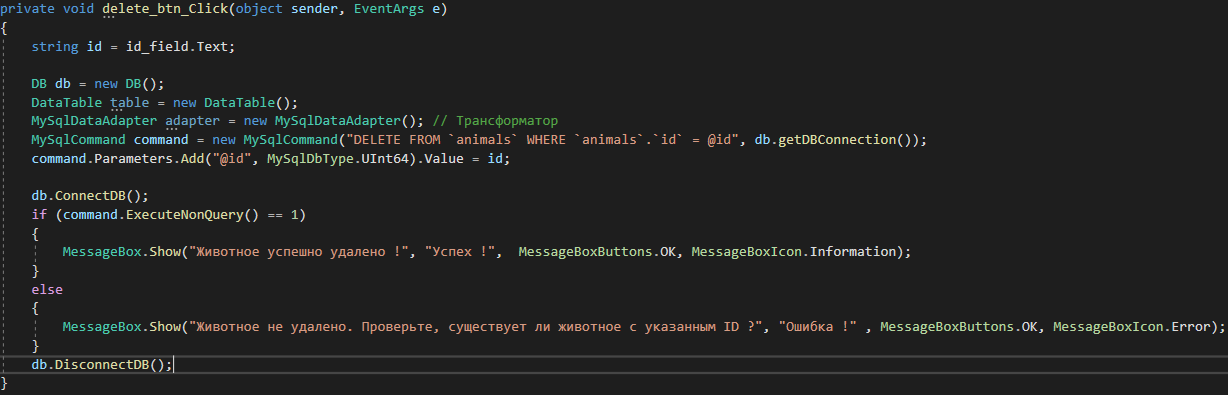 private void delete_btn_Click(object sender, EventArgs e)
{
string id = id_field.Text;
DB db = new DB();
DataTable table = new DataTable();
MySqlDataAdapter adapter = new MySqlDataAdapter(); // Трансформатор
MySqlCommand command = new MySqlCommand("DELETE FROM `animals` WHERE `animals`.`id` = @id", db.getDBConnection());
command.Parameters.Add("@id", MySqlDbType.UInt64).Value = id;
db.ConnectDB();
if (command.ExecuteNonQuery() == 1)
{
MessageBox.Show("Животное успешно удалено !", "Успех !",  MessageBoxButtons.OK, MessageBoxIcon.Information);
}
else
{
MessageBox.Show("Животное не удалено. Проверьте, существует ли животное с указанным ID ?", "Ошибка !" , MessageBoxButtons.OK, MessageBoxIcon.Error);
}
db.DisconnectDB();
}